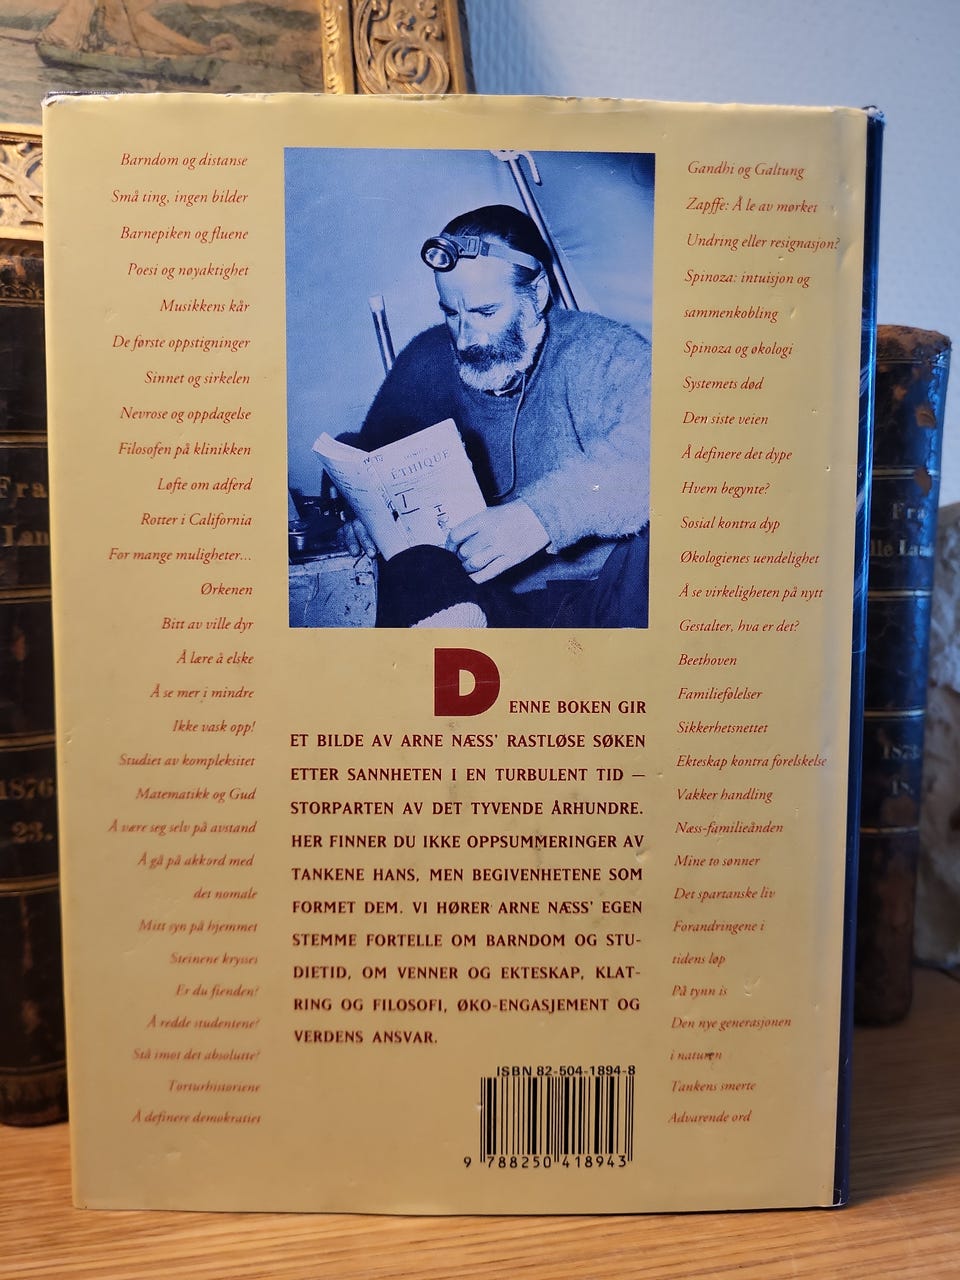 Barndom og distanse
Små ting, ingen bilder
Barnepiken og fluene
Poesi og nøyaktighet
Musikkens kår
De første oppstigninger
Sinnet og sirkelen
Nevrose og oppdagelse
Filosofen på klinikken
Løfte om adferd
Rotter i California
For mange muligheter...
Ørkenen
Bitt av ville dyr
Å lære å elske
Å se mer i mindre
Ikke vask opp!
Studiet av kompleksitet
Matematikk og Gud
Å være seg selv på avstand
Å gå på akkord med
det nomale
Mitt syn på hjemmet
Steinene krysset
Er du fienden?
Å redde studentene?
Stå imot det absolutte?
Torturhistoriene
Å definere demokratiet
ÉTHIQUE
DENNE BOKEN GIR
ET BILDE AV ARNE NÆSS' RASTLØSE SØKEN
ETTER SANNHETEN I EN TURBULENT TID —
STORPARTEN AV DET TYVENDE ÅRHUNDRE.
HER FINNER DU IKKE OPPSUMMERINGER AV
TANKENE HANS, MEN BEGIVENHETENE SOM
FORMET DEM. VI HØRER ARNE NÆSS' EGEN
STEMME FORTELLE OM BARNDOM OG STU-
DIETID, OM VENNER OG EKTESKAP, KLAT-
RING OG FILOSOFI, ØKO-ENGASJEMENT OG
VERDENS ANSVAR.
ISBN 82-504-1894-8
9 788250 418943
Gandhi og Galtung
Zapffe: Å le av mørket
Undring eller resignasjon?
Spinoza: intuisjon og
sammenkobling
Spinoza og økologi
Systemets død
Den siste veien
Å definere det dype
Hvem begynte?
Sosial kontra dyp
Økologienes uendelighet
Å se virkeligheten på nytt
Gestalter, hva er det?
Beethoven
Familiefølelser
Sikkerhetsnettet
Ekteskap kontra forelskelse
Vakker handling
Næss-familieånden
Mine to sønner
Det spartanske liv
Forandringene i
tidens løp
På tynn is
Den nye generasjonen
i naturen
Tankens smerte
Advarende ord
Fra
Lan
1876
23.
Fra
lle Lan
1873
18.